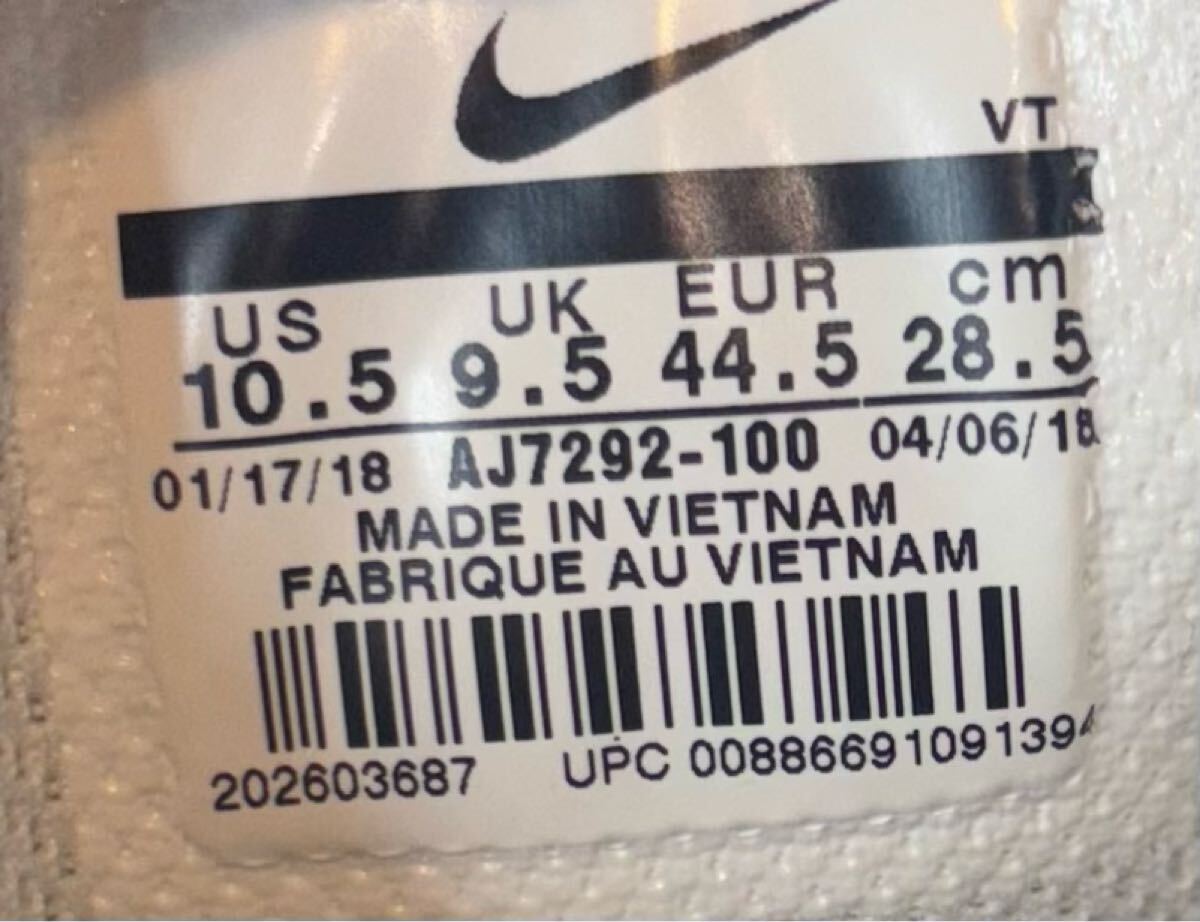 VT
US UK EUR cm
10.5 9.5 44.5 28.5
01/17/18 AJ7292-100 04/06/18
MADE IN VIETNAM
FABRIQUE AU VIETNAM
202603687 UPC 00886691091394